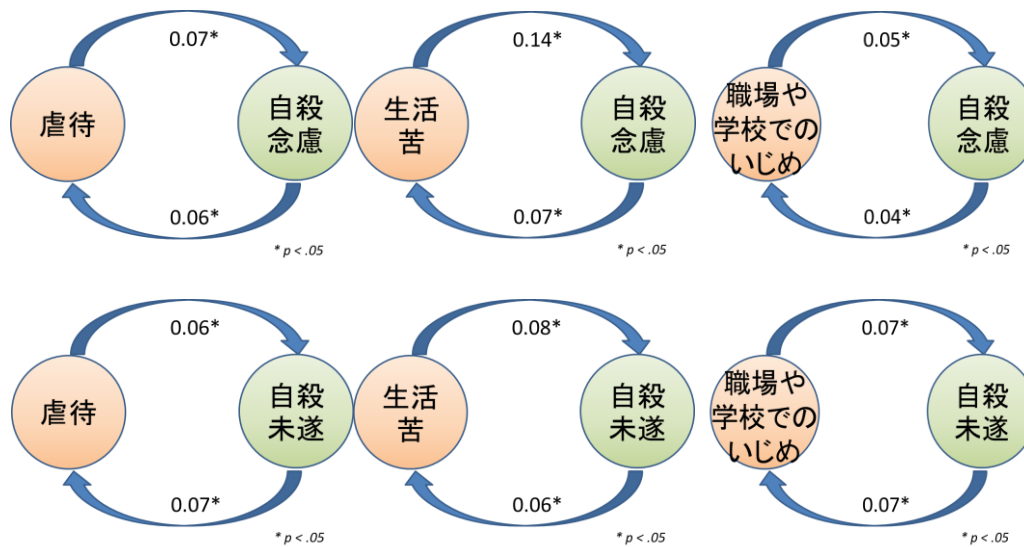 0.07*
0.14*
0.05*
虐待
自殺
念慮
生活
苦
自殺
念慮
職場や
学校での
いじめ
自殺
念慮
0.06*
0.07*
0.04*
* p < .05
* p < .05
* p < .05
0.06*
0.08*
0.07*
虐待
自殺
未遂
生活
苦
自殺
未遂
職場や
学校での
いじめ
自殺
未遂
0.07*
0.06*
0.07*
* p < .05
* p < .05
* p < .05